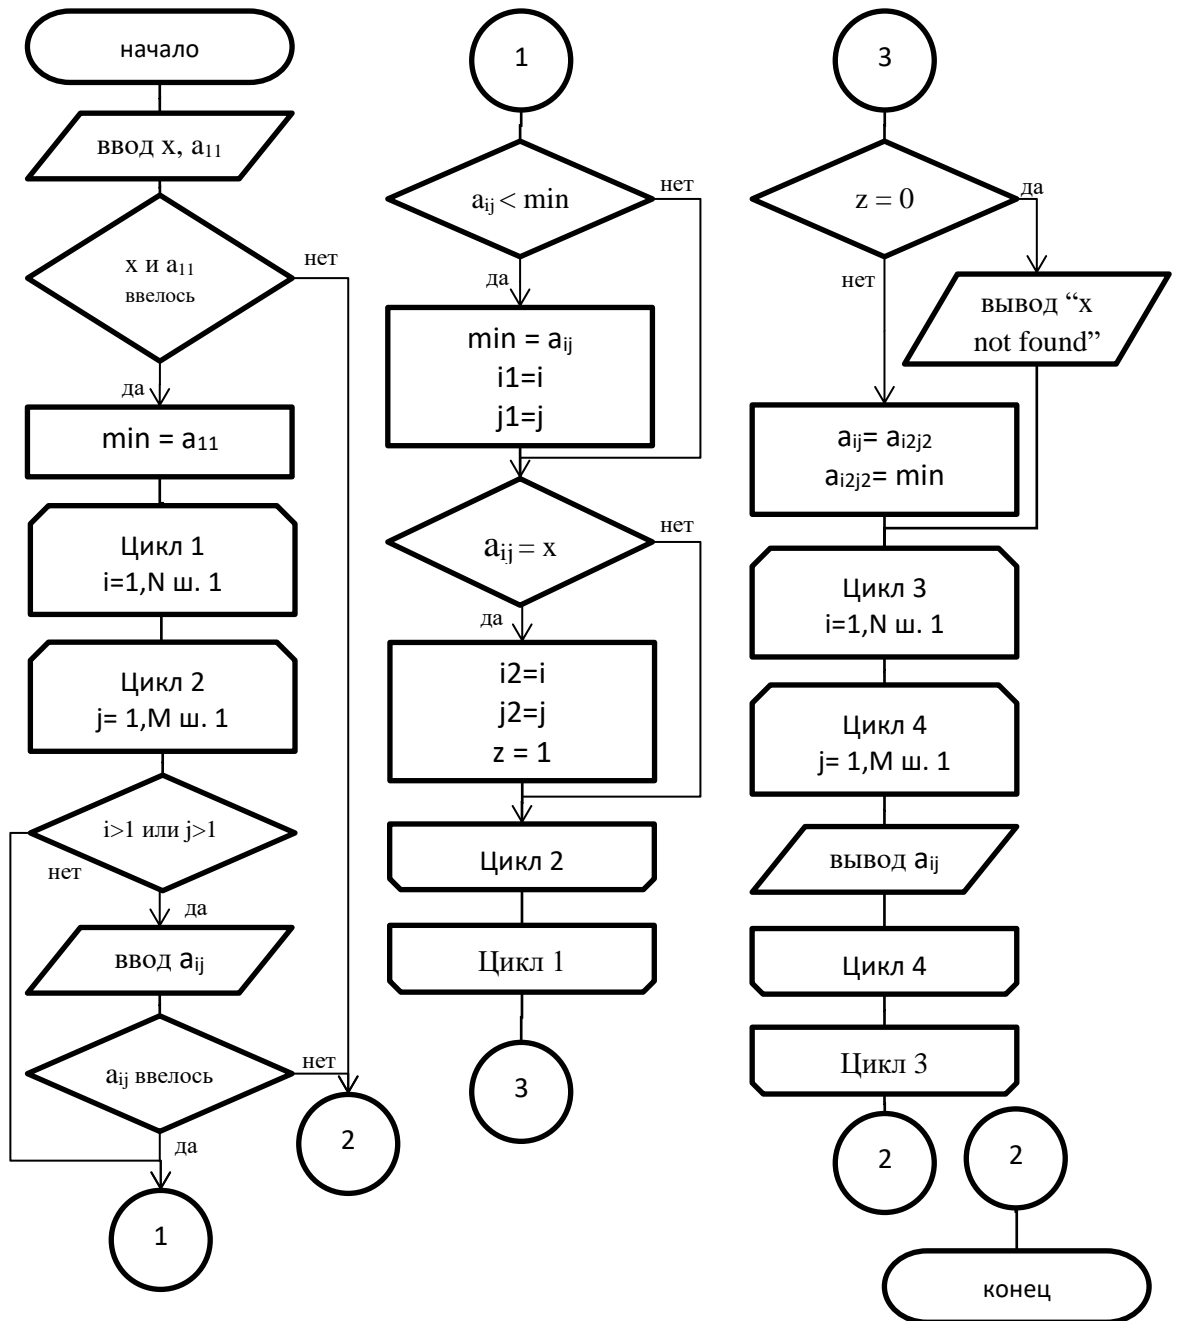 начало
ввод x, a11
x и a11
ввелось
нет
да
min = a11
Цикл 1
i=1,N ш. 1
Цикл 2
j= 1,M ш. 1
i>1 или j>1
нет
да
ввод aij
aij ввелось
нет
да
2
1
1
aij < min
нет
да
min = aij
i1=i
j1=j
aij = x
нет
да
i2=i
j2=j
z = 1
Цикл 2
Цикл 1
3
3
z = 0
да
нет
вывод “x
not found”
aij= ai2j2
ai2j2= min
Цикл 3
i=1,N ш. 1
Цикл 4
j= 1,M ш. 1
вывод aij
Цикл 4
Цикл 3
2
2
конец